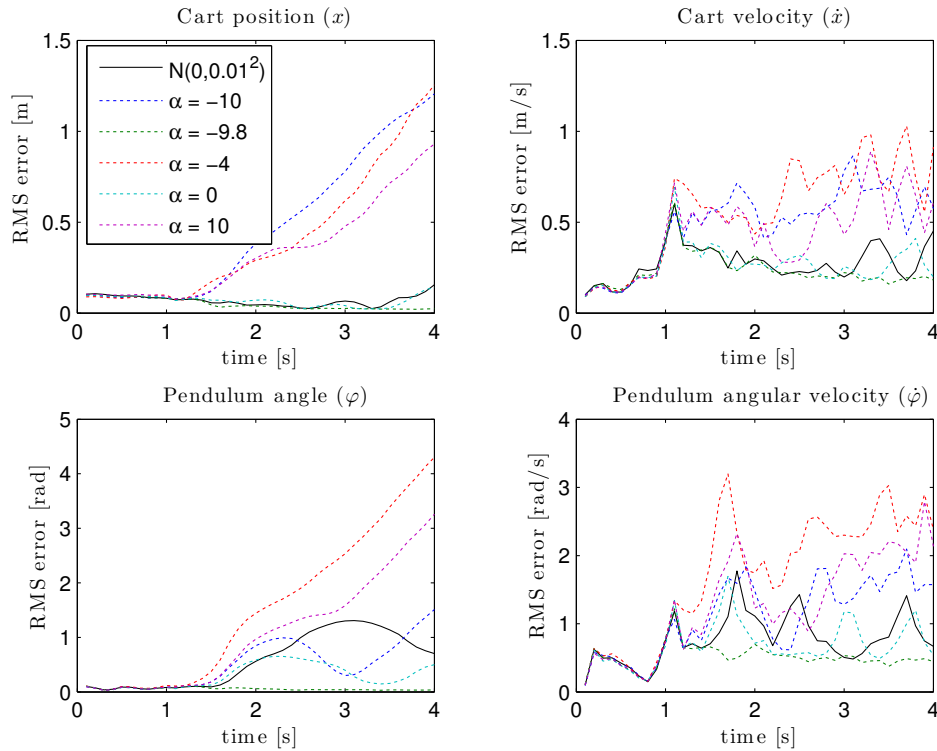 Cart position (x)
RMS error [m]
1.5
1
0.5
0
N(0,0.01²)
α = −10
α = −9.8
α = −4
α = 0
α = 10
0 1 2 3 4
time [s]
Cart velocity (ẋ)
RMS error [m/s]
1.5
1
0.5
0
0 1 2 3 4
time [s]
Pendulum angle (φ)
RMS error [rad]
5
4
3
2
1
0
0 1 2 3 4
time [s]
Pendulum angular velocity (φ̇)
RMS error [rad/s]
4
3
2
1
0
0 1 2 3 4
time [s]